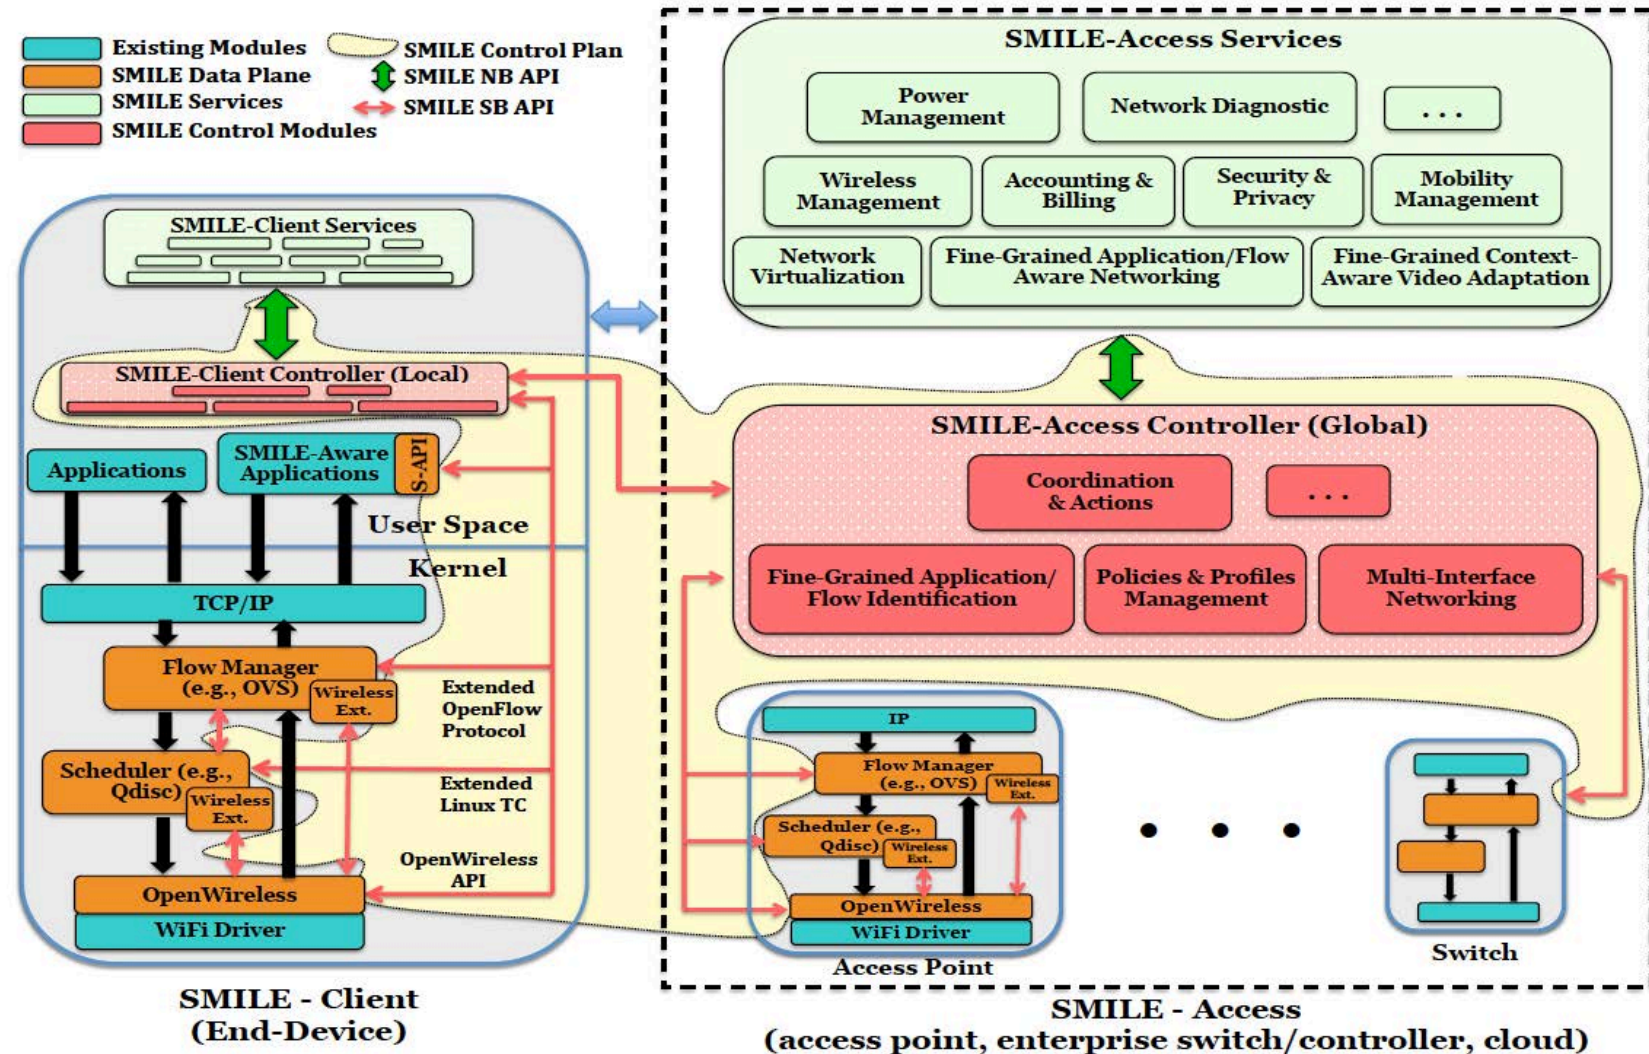 Existing Modules
SMILE Data Plane
SMILE Services
SMILE Control Modules
SMILE Control Plan
SMILE NB API
SMILE SB API
SMILE-Client Services
SMILE-Client Controller (Local)
Applications
SMILE-Aware
Applications
S-API
User Space
Kernel
TCP/IP
Flow Manager
(e.g., OVS)
Wireless
Ext.
Scheduler (e.g.,
Qdisc)
Wireless
Ext.
OpenWireless
WiFi Driver
Extended
OpenFlow
Protocol
Extended
Linux TC
OpenWireless
API
SMILE - Client
(End-Device)
SMILE-Access Services
Power
Management
Network Diagnostic
. . .
Wireless
Management
Accounting &
Billing
Security &
Privacy
Mobility
Management
Network
Virtualization
Fine-Grained Application/Flow
Aware Networking
Fine-Grained Context-
Aware Video Adaptation
SMILE-Access Controller (Global)
Coordination
& Actions
. . .
Fine-Grained Application/
Flow Identification
Policies & Profiles
Management
Multi-Interface
Networking
IP
Flow Manager
(e.g., OVS)
Wireless
Ext.
Scheduler (e.g.,
Qdisc)
Wireless
Ext.
OpenWireless
WiFi Driver
Access Point
Switch
SMILE - Access
(access point, enterprise switch/controller, cloud)